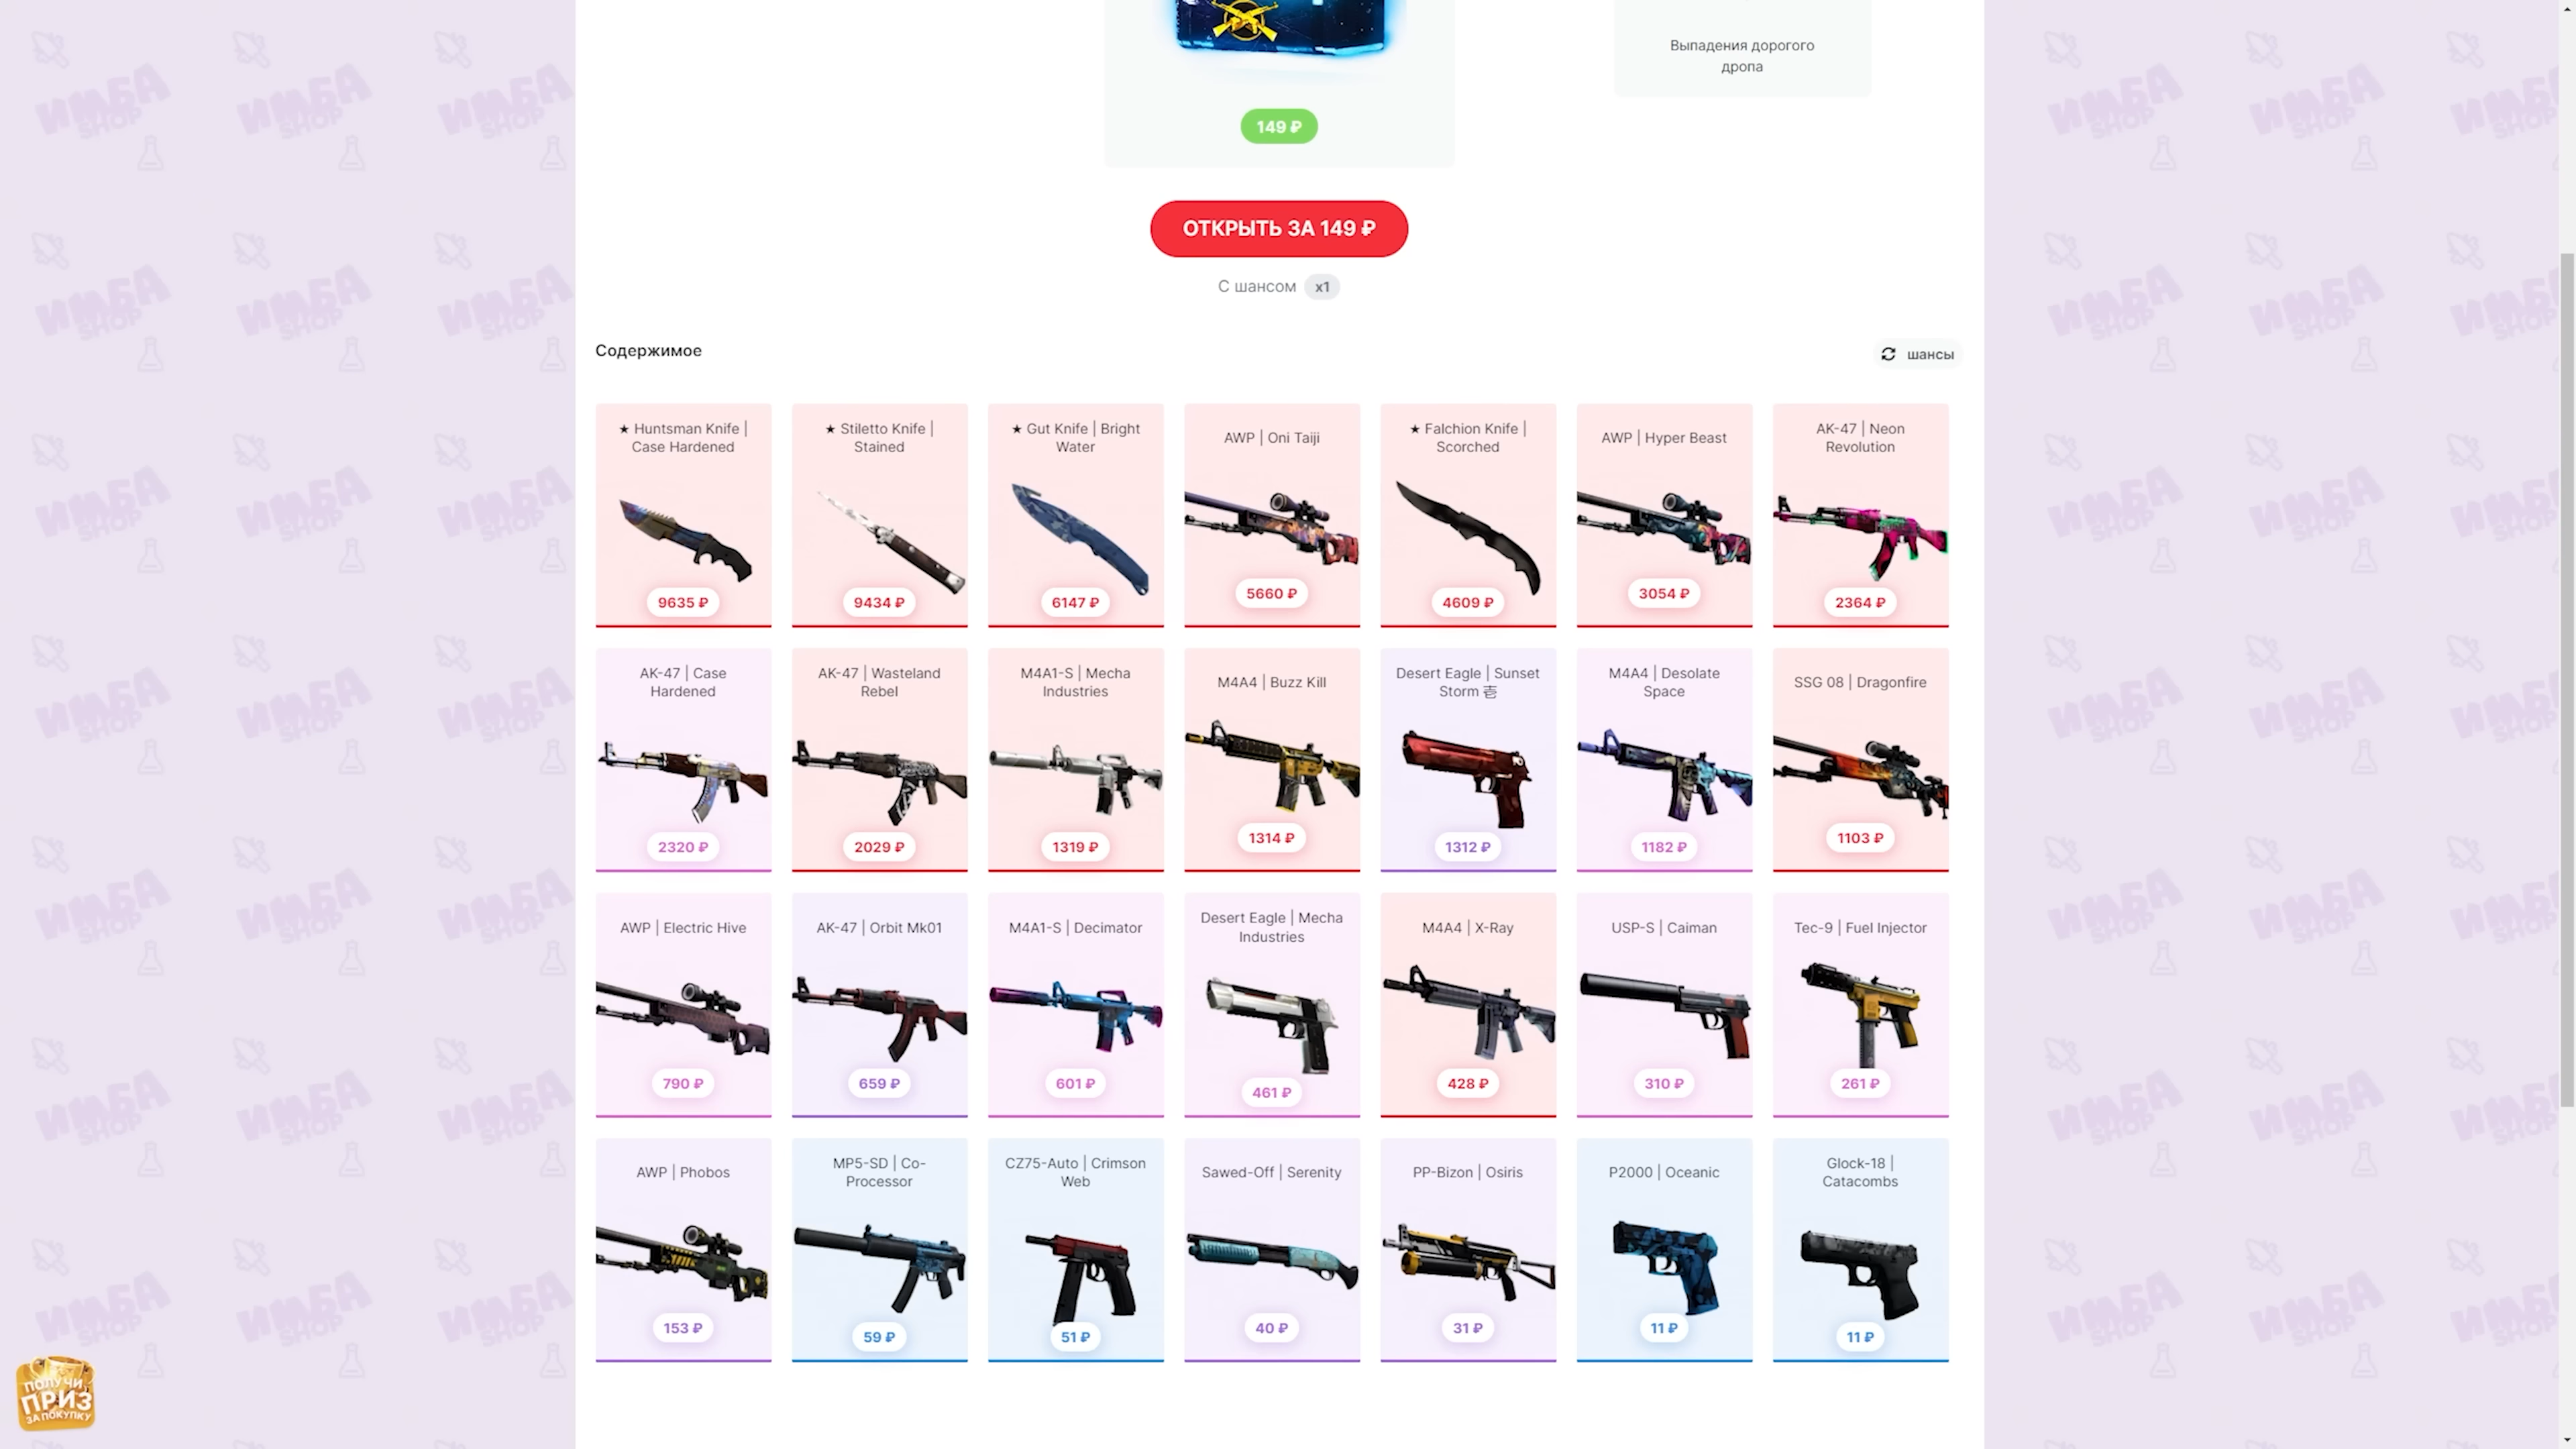 Выпадения дорогого
дропа
149 ₽
ОТКРЫТЬ ЗА 149 ₽
С шансом x1
Содержимое
шансы
★ Huntsman Knife |
Case Hardened
9635 ₽
★ Stiletto Knife |
Stained
9434 ₽
★ Gut Knife | Bright
Water
6147 ₽
AWP | Oni Taiji
5660 ₽
★ Falchion Knife |
Scorched
4609 ₽
AWP | Hyper Beast
3054 ₽
AK-47 | Neon
Revolution
2364 ₽
AK-47 | Case
Hardened
2320 ₽
AK-47 | Wasteland
Rebel
2029 ₽
M4A1-S | Mecha
Industries
1319 ₽
M4A4 | Buzz Kill
1314 ₽
Desert Eagle | Sunset
Storm 壱
1312 ₽
M4A4 | Desolate
Space
1182 ₽
SSG 08 | Dragonfire
1103 ₽
AWP | Electric Hive
790 ₽
AK-47 | Orbit Mk01
659 ₽
M4A1-S | Decimator
601 ₽
Desert Eagle | Mecha
Industries
461 ₽
M4A4 | X-Ray
428 ₽
USP-S | Caiman
310 ₽
Tec-9 | Fuel Injector
261 ₽
AWP | Phobos
153 ₽
MP5-SD | Co-
Processor
59 ₽
CZ75-Auto | Crimson
Web
51 ₽
Sawed-Off | Serenity
40 ₽
PP-Bizon | Osiris
31 ₽
P2000 | Oceanic
11 ₽
Glock-18 |
Catacombs
11 ₽
ПОЛУЧИ
ПРИЗ
ЗА ПОКУПКУ
ИМБА
SHOP